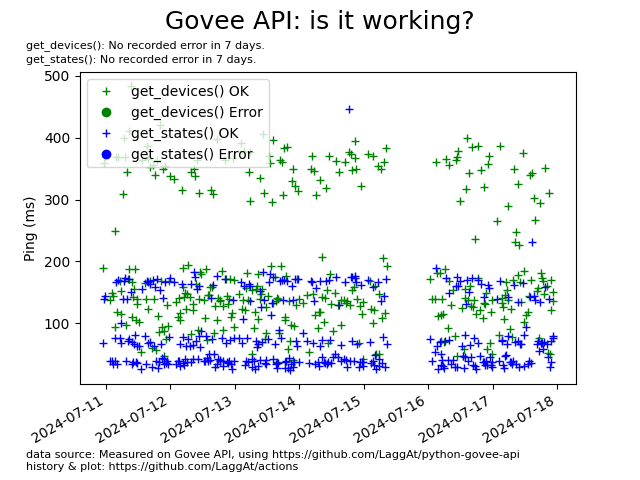 Govee API: is it working?
get_devices(): No recorded error in 7 days.
get_states(): No recorded error in 7 days.
500
400
300
200
100
Ping (ms)
get_devices() OK
get_devices() Error
get_states() OK
get_states() Error
2024-07-11
2024-07-12
2024-07-13
2024-07-14
2024-07-15
2024-07-16
2024-07-17
2024-07-18
data source: Measured on Govee API, using https://github.com/LaggAt/python-govee-api
history & plot: https://github.com/LaggAt/actions